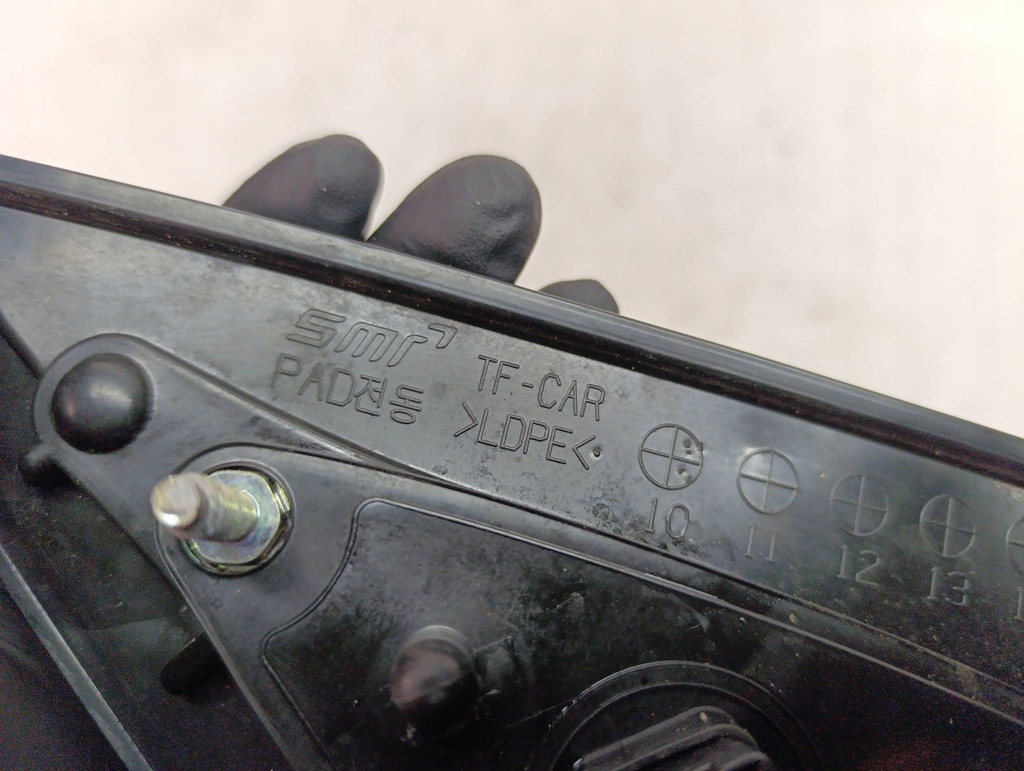 smr
PAD전동
TF-CAR
>LDPE<
10 11 12 13